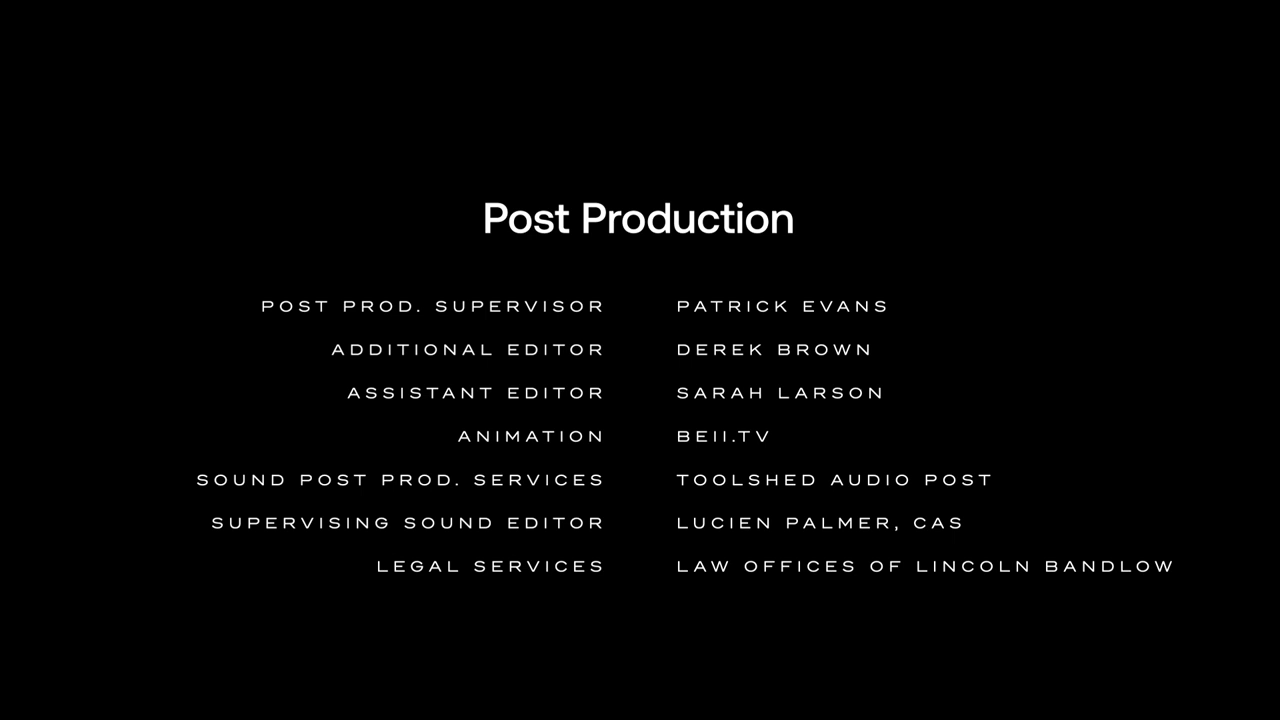 Post Production
POST PROD. SUPERVISOR PATRICK EVANS
ADDITIONAL EDITOR DEREK BROWN
ASSISTANT EDITOR SARAH LARSON
ANIMATION BEII.TV
SOUND POST PROD. SERVICES TOOLSHED AUDIO POST
SUPERVISING SOUND EDITOR LUCIEN PALMER, CAS
LEGAL SERVICES LAW OFFICES OF LINCOLN BANDLOW